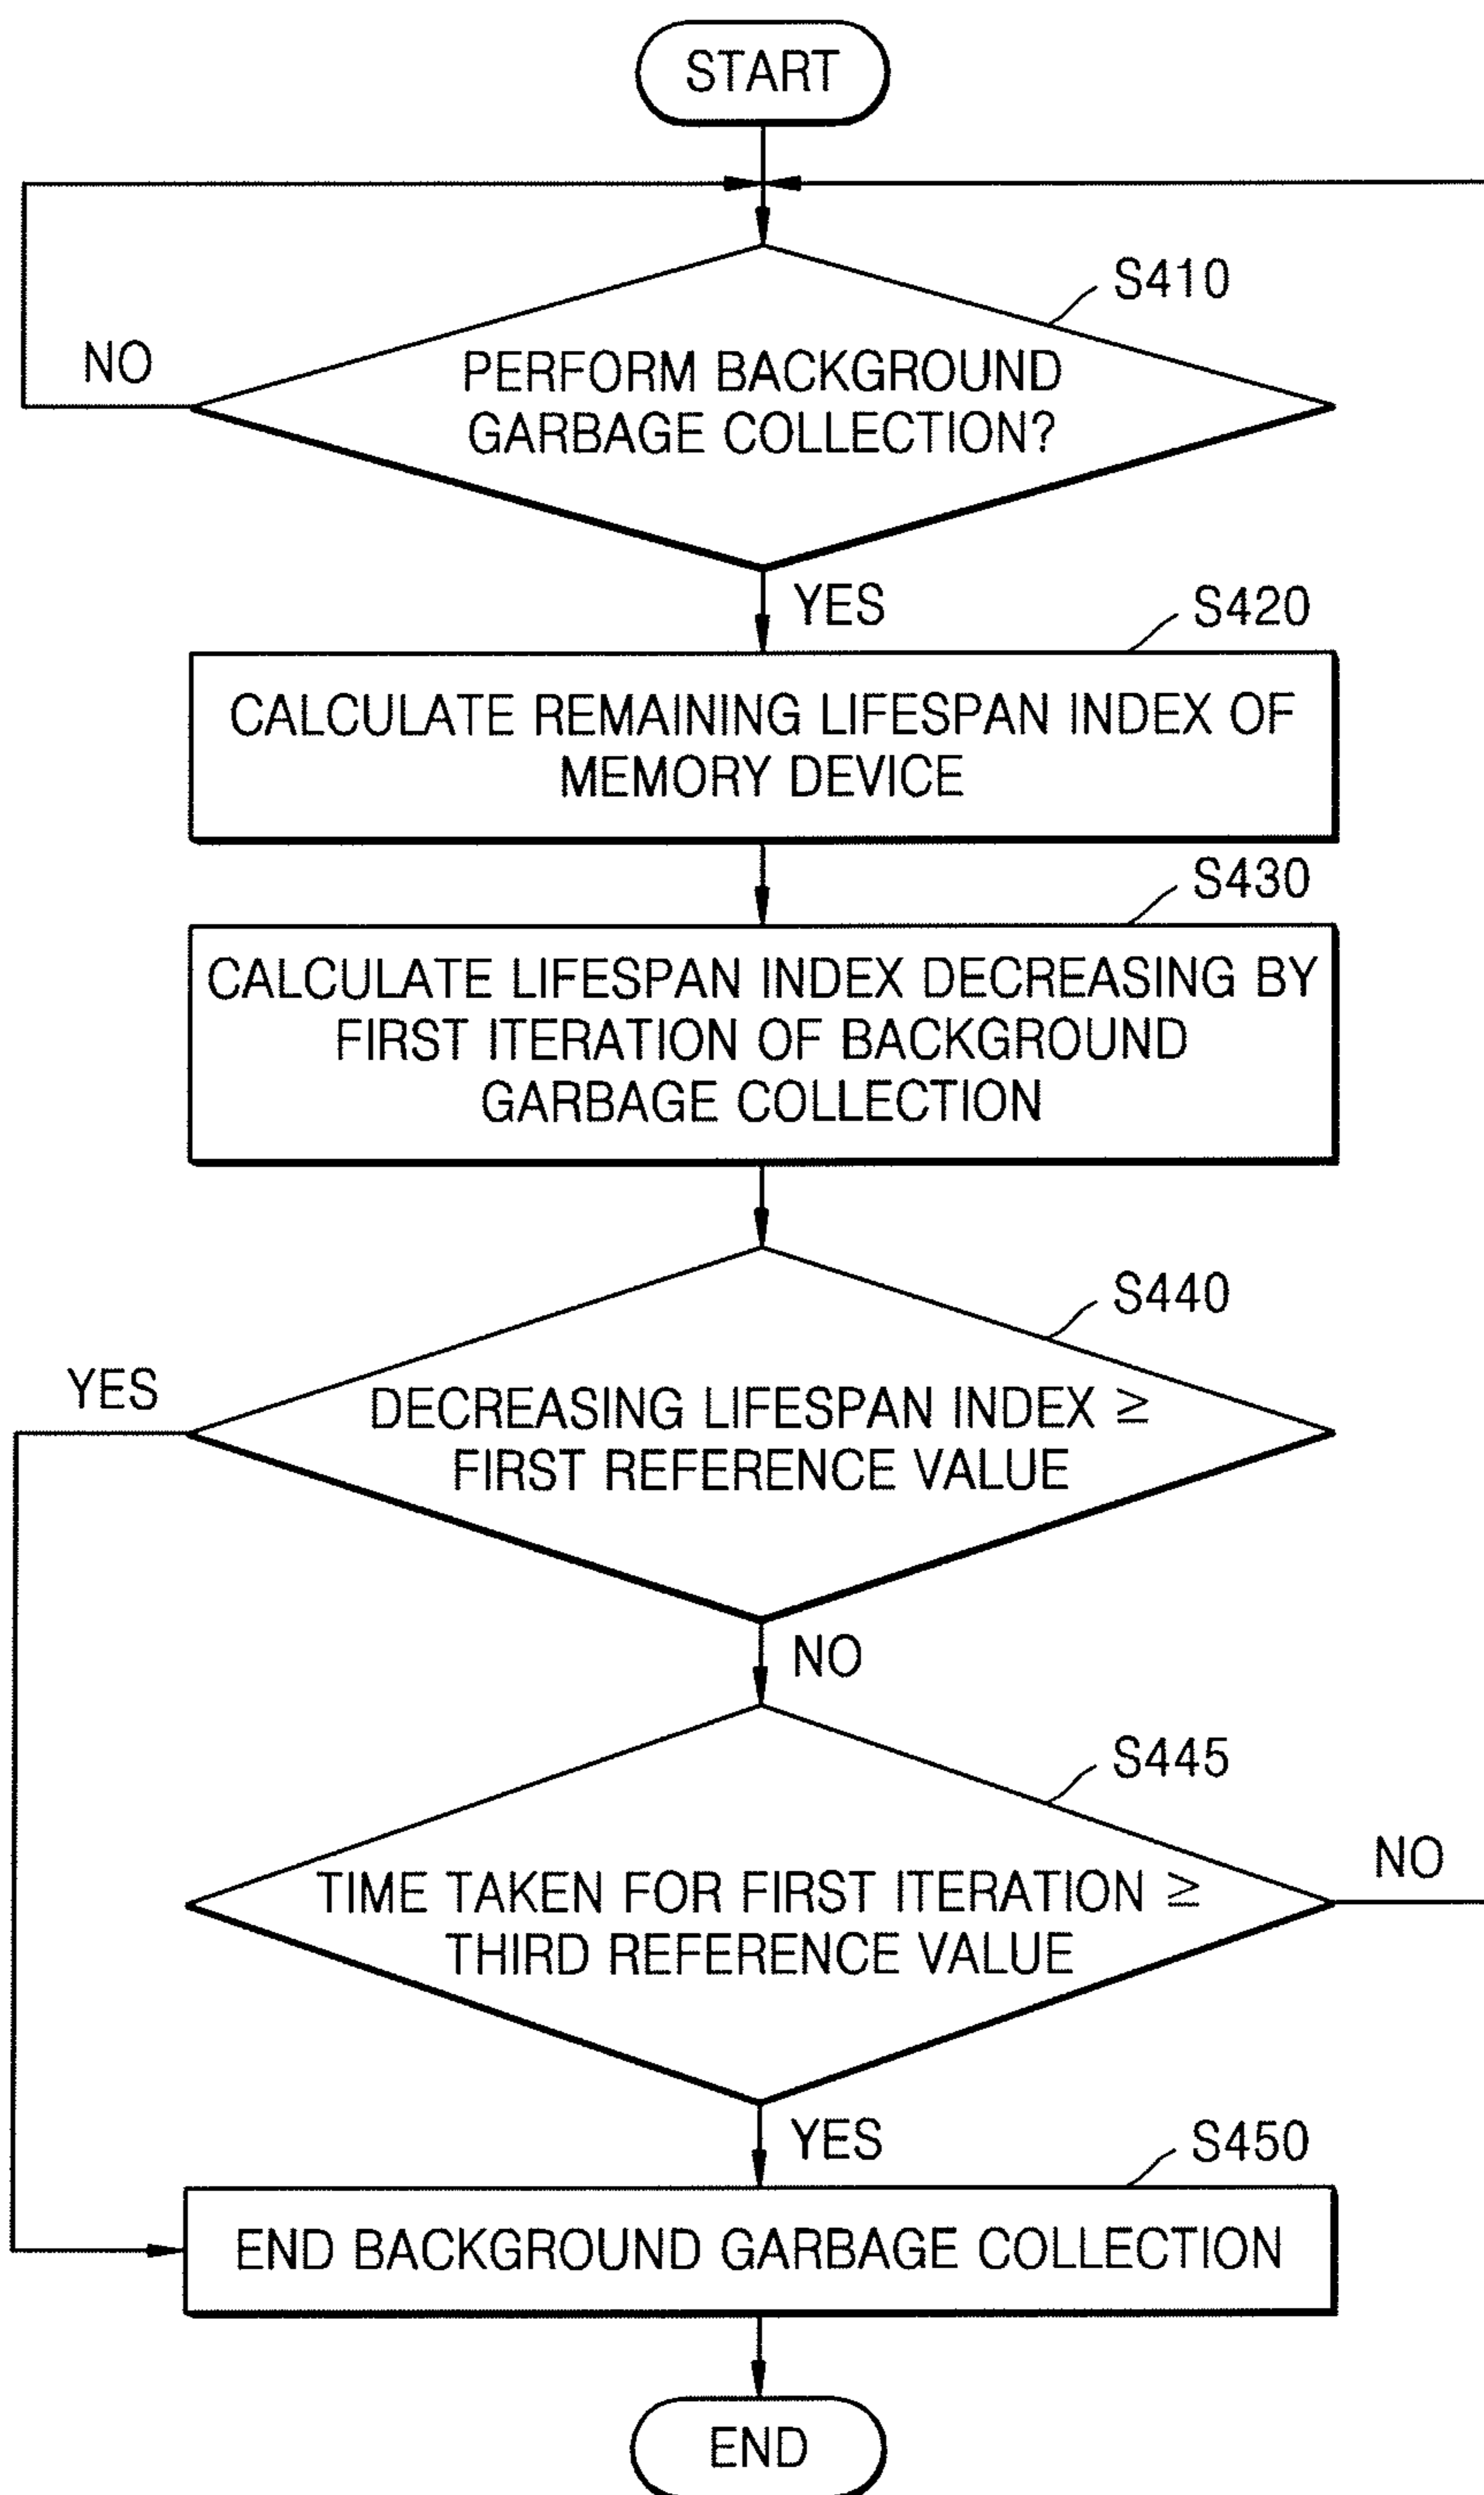 START
S410
NO
PERFORM BACKGROUND
GARBAGE COLLECTION?
YES
S420
CALCULATE REMAINING LIFESPAN INDEX OF
MEMORY DEVICE
S430
CALCULATE LIFESPAN INDEX DECREASING BY
FIRST ITERATION OF BACKGROUND
GARBAGE COLLECTION
S440
YES
DECREASING LIFESPAN INDEX ≥
FIRST REFERENCE VALUE
NO
S445
NO
TIME TAKEN FOR FIRST ITERATION ≥
THIRD REFERENCE VALUE
YES
S450
END BACKGROUND GARBAGE COLLECTION
END